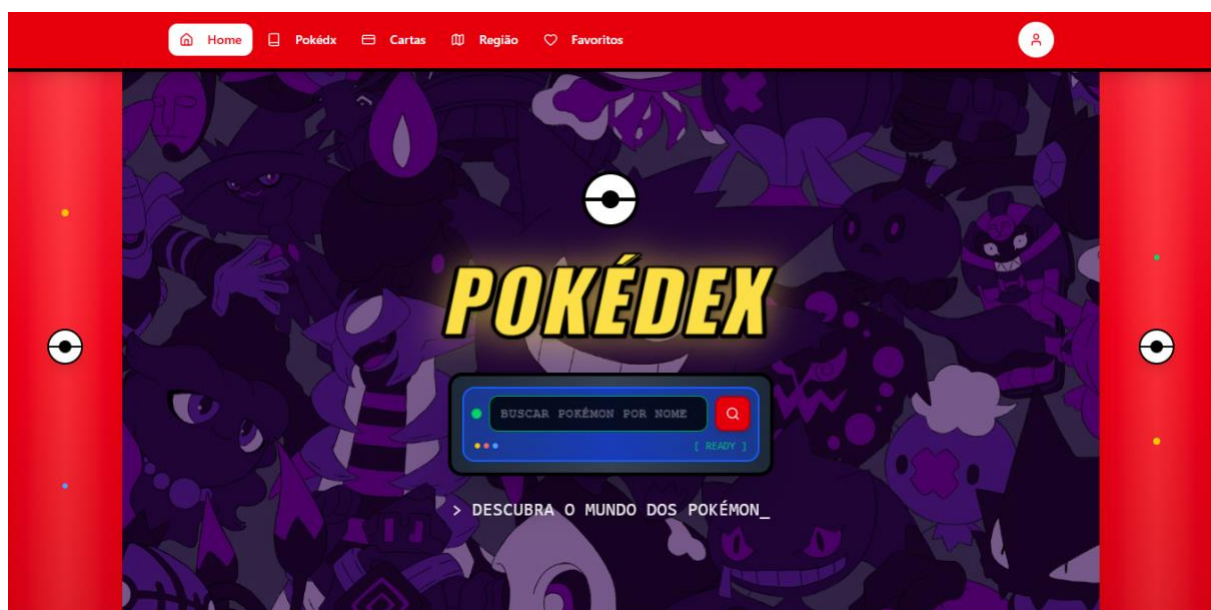 Home Pokédx Cartas Região Favoritos
POKÉDEX
BUSCAR POKÉMON POR NOME
[ READY ]
> DESCUBRA O MUNDO DOS POKÉMON_